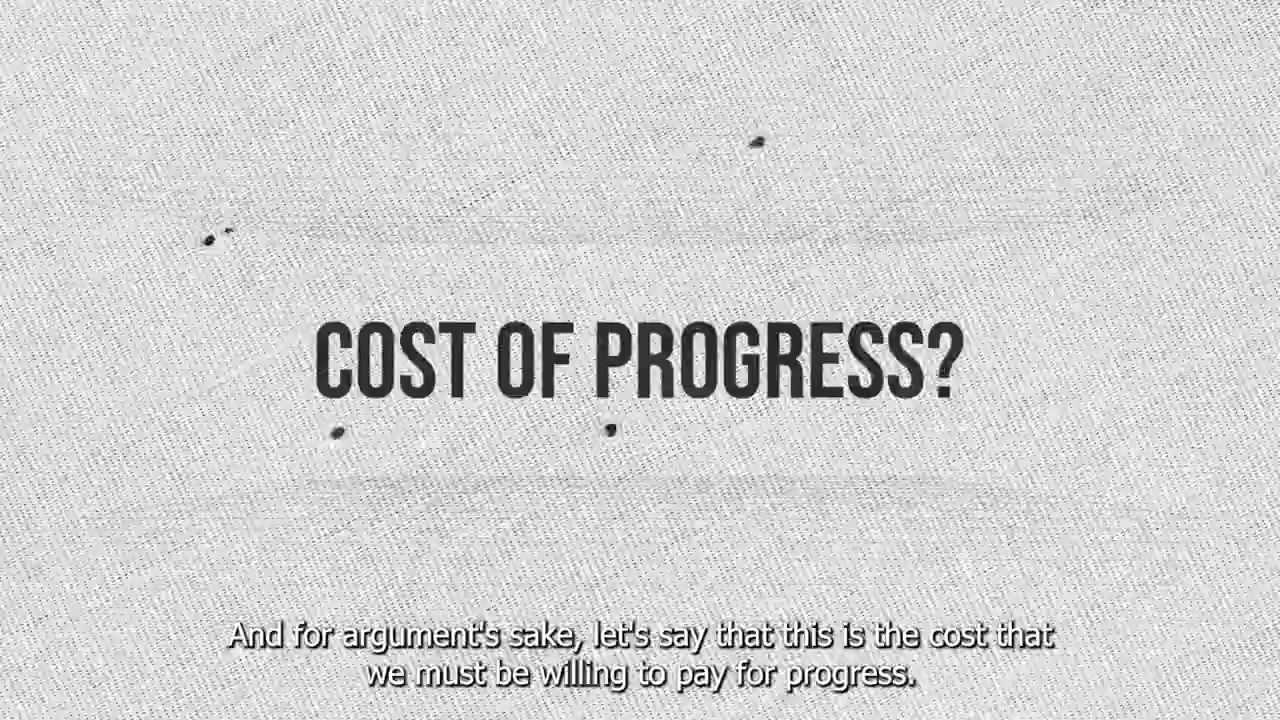 COST OF PROGRESS?
And for argument's sake, let's say that this is the cost that
we must be willing to pay for progress.